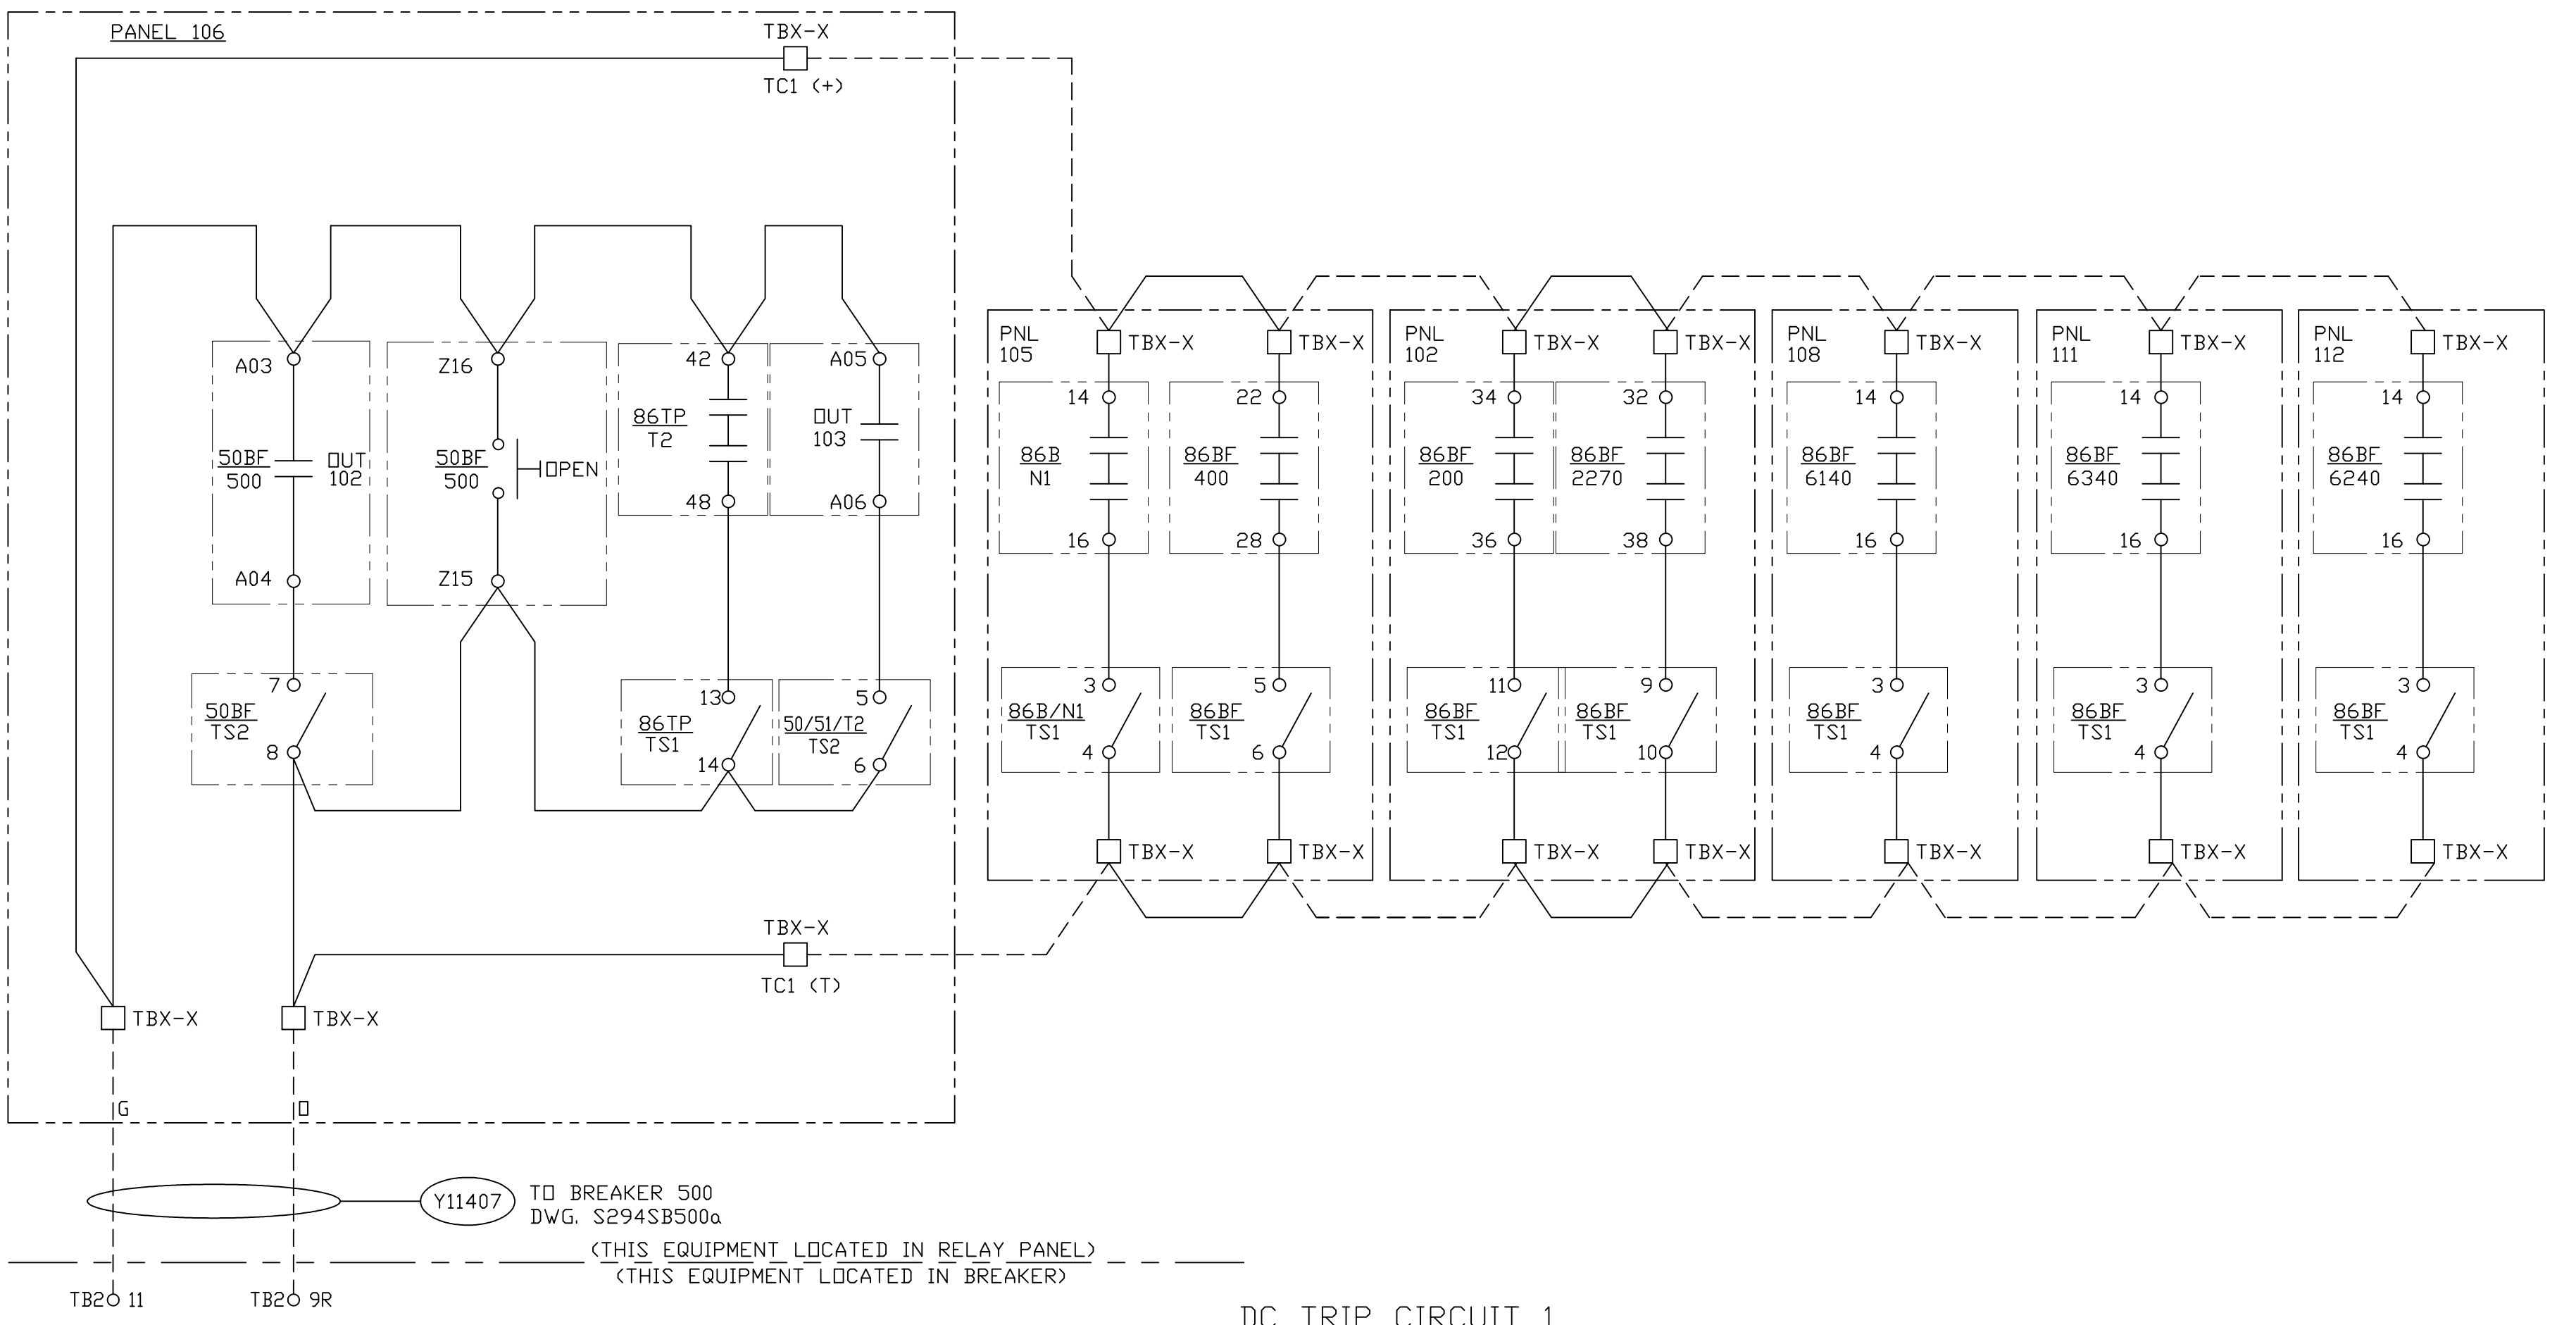 PANEL 106
TBX-X
TC1 (+)
A03
50BF
500
OUT
102
A04
Z16
50BF
500
OPEN
Z15
42
86TP
T2
48
A05
OUT
103
A06
7
50BF
TS2
8
13
86TP
TS1
14
5
50/51/T2
TS2
6
TBX-X
TC1 (T)
TBX-X
TBX-X
G
O
PNL
105
TBX-X
14
86B
N1
16
3
86B/N1
TS1
4
TBX-X
TBX-X
22
86BF
400
28
5
86BF
TS1
6
TBX-X
PNL
102
TBX-X
34
86BF
200
36
11
86BF
TS1
12
TBX-X
TBX-X
32
86BF
2270
38
9
86BF
TS1
10
TBX-X
PNL
108
TBX-X
14
86BF
6140
16
3
86BF
TS1
4
TBX-X
PNL
111
TBX-X
14
86BF
6340
16
3
86BF
TS1
4
TBX-X
PNL
112
TBX-X
14
86BF
6240
16
3
86BF
TS1
4
TBX-X
Y11407
TO BREAKER 500
DWG. S294SB500a
(THIS EQUIPMENT LOCATED IN RELAY PANEL)
(THIS EQUIPMENT LOCATED IN BREAKER)
TB2 11
TB2 9R
DC TRIP CIRCUIT 1